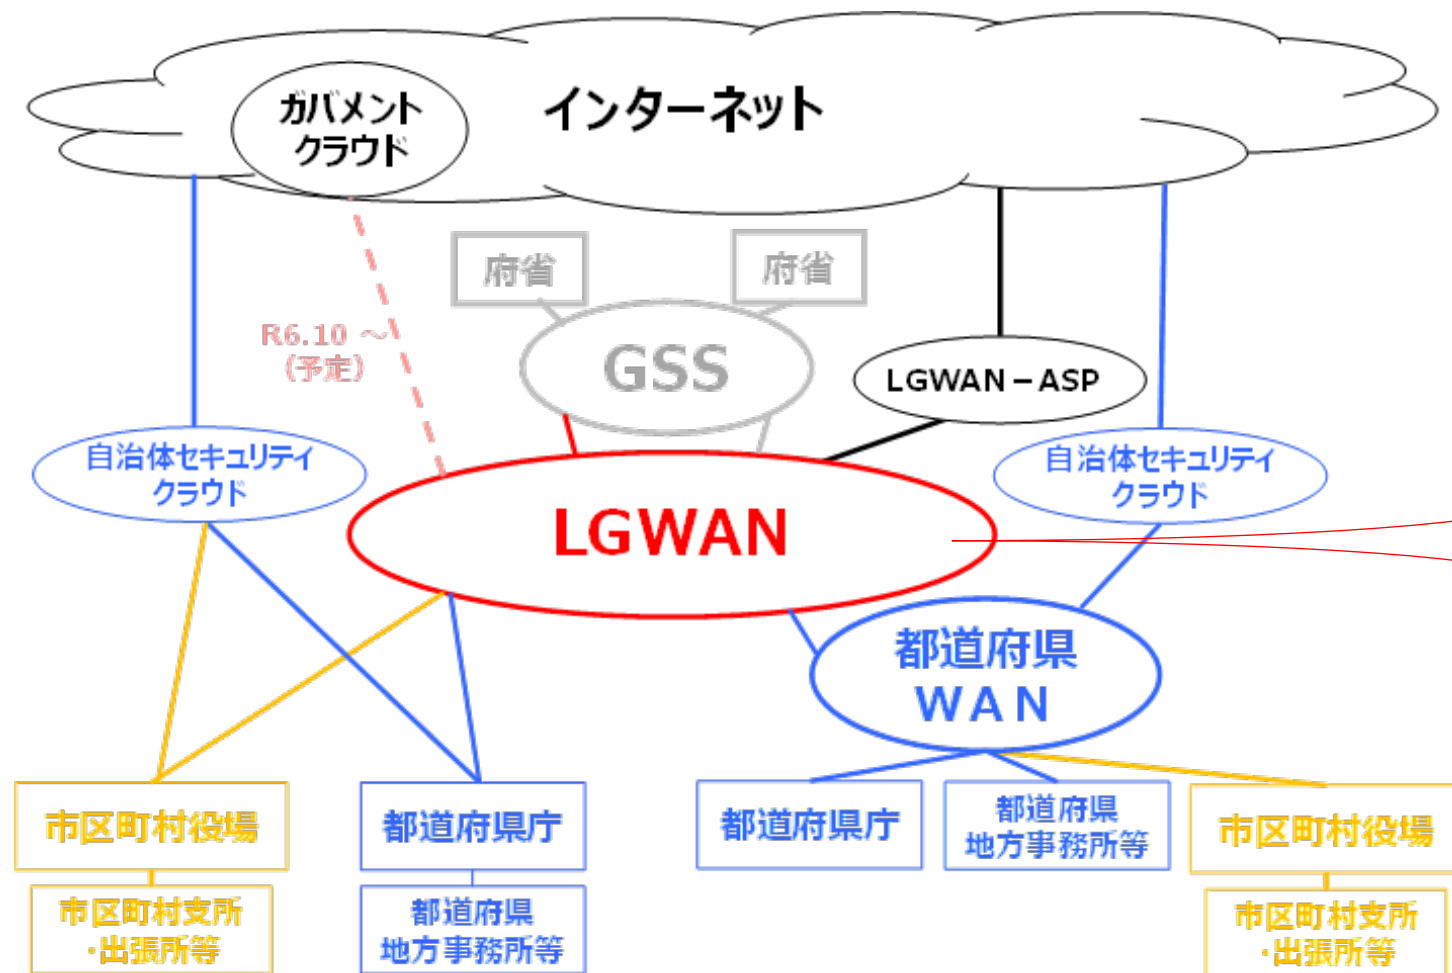 インターネット
ガバメント
クラウド
府省
府省
R6.10 ～
(予定)
GSS
LGWAN－ASP
自治体セキュリティ
クラウド
自治体セキュリティ
クラウド
LGWAN
都道府県
WAN
市区町村役場
都道府県庁
都道府県庁
都道府県
地方事務所等
市区町村役場
市区町村支所
・出張所等
都道府県
地方事務所等
市区町村支所
・出張所等